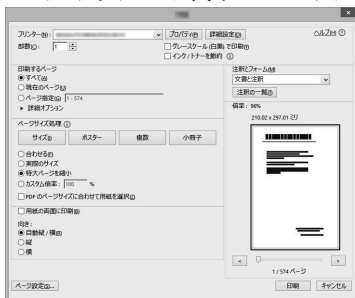 プリンター(N):
プロパティ(P)
詳細設定(D)
ヘルプ(H)
部数(C): 1
グレースケール (白黒) で印刷(Y)
インク/トナーを節約
印刷するページ
すべて(A)
現在のページ(U)
ページ指定(G) 1 - 574
詳細オプション
ページサイズ処理
サイズ(I)
ポスター
複数
小冊子
合わせる(F)
実際のサイズ
特大ページを縮小
カスタム倍率: 100 %
PDF のページサイズに合わせて用紙を選択(Z)
用紙の両面に印刷(B)
向き:
自動縦 / 横(R)
縦
横
注釈とフォーム(M)
文書と注釈
注釈の一覧(I)
倍率: 96%
210.02 x 297.01 ミリ
< >
1 / 574 ページ
ページ設定(S)...
印刷
キャンセル